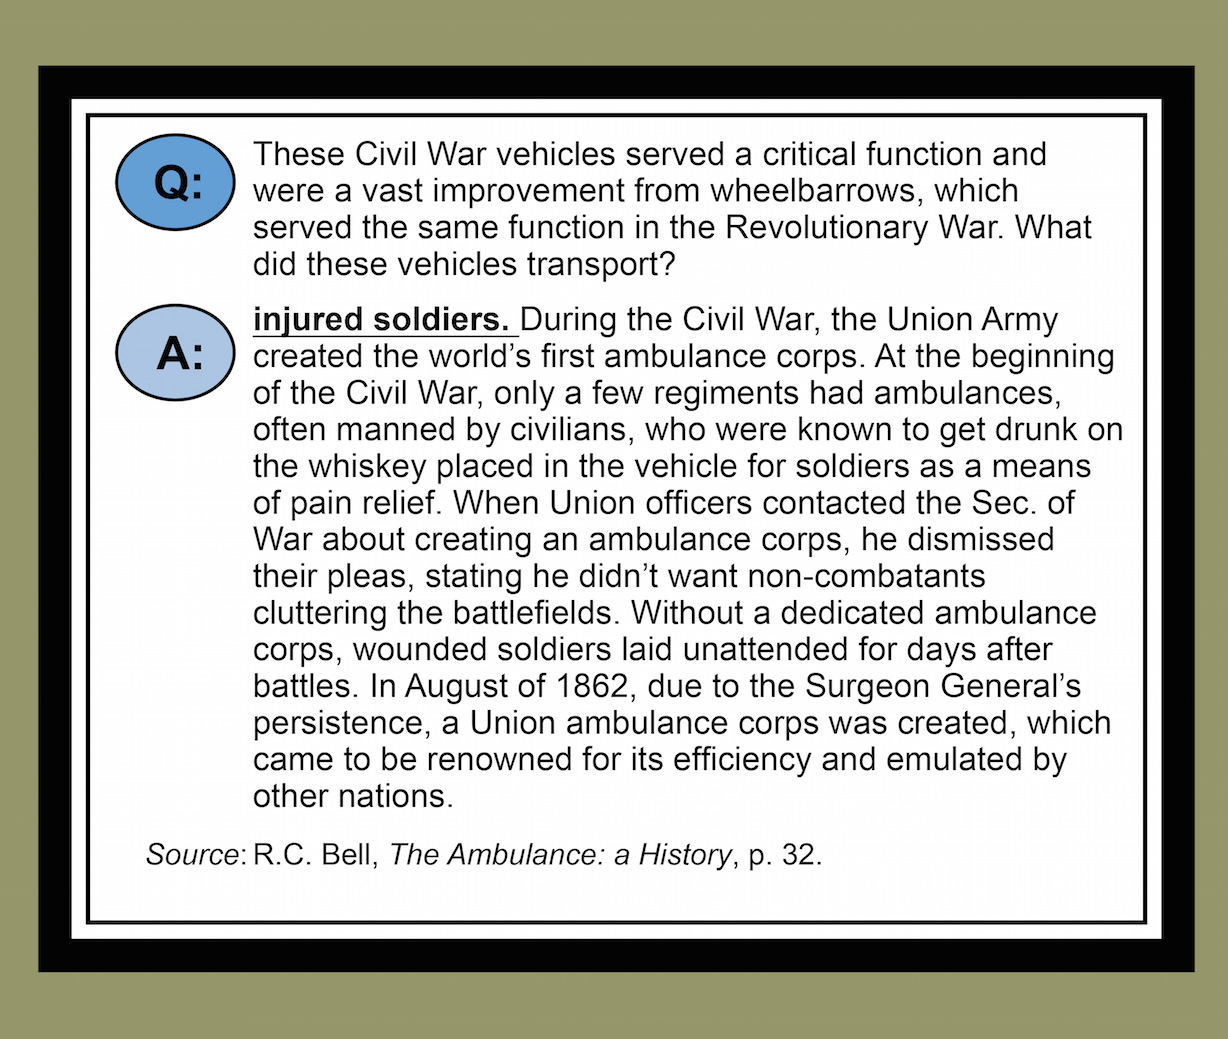 Q: These Civil War vehicles served a critical function and
were a vast improvement from wheelbarrows, which
served the same function in the Revolutionary War. What
did these vehicles transport?
A: injured soldiers. During the Civil War, the Union Army
created the world’s first ambulance corps. At the beginning
of the Civil War, only a few regiments had ambulances,
often manned by civilians, who were known to get drunk on
the whiskey placed in the vehicle for soldiers as a means
of pain relief. When Union officers contacted the Sec. of
War about creating an ambulance corps, he dismissed
their pleas, stating he didn’t want non-combatants
cluttering the battlefields. Without a dedicated ambulance
corps, wounded soldiers laid unattended for days after
battles. In August of 1862, due to the Surgeon General’s
persistence, a Union ambulance corps was created, which
came to be renowned for its efficiency and emulated by
other nations.
Source: R.C. Bell, The Ambulance: a History, p. 32.